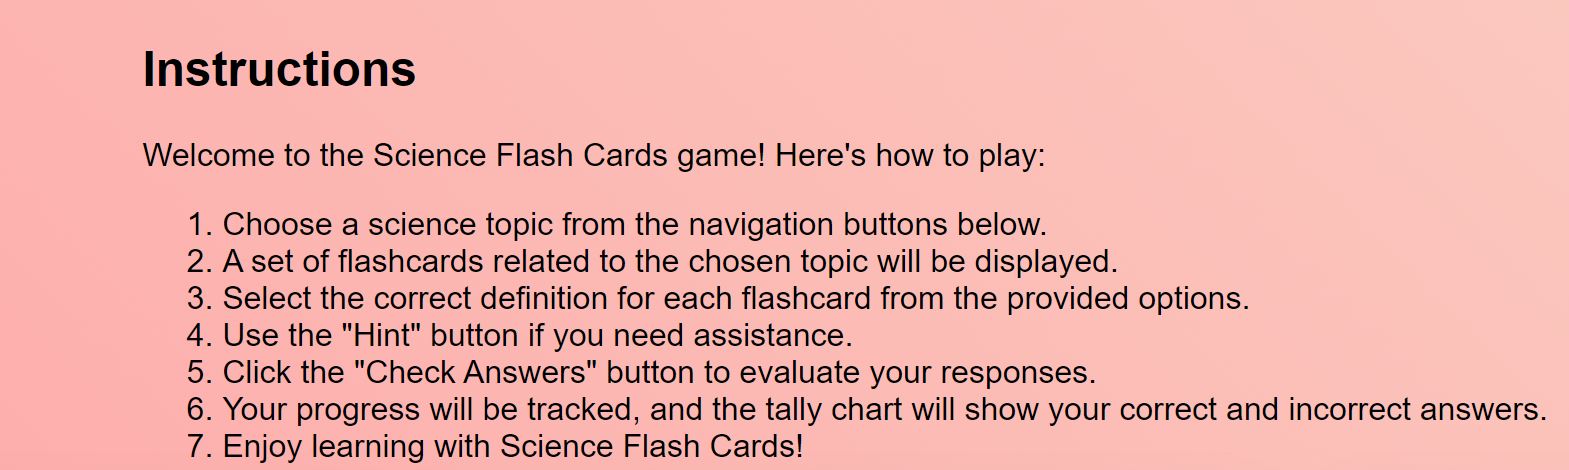 Instructions
Welcome to the Science Flash Cards game! Here's how to play:
1. Choose a science topic from the navigation buttons below.
2. A set of flashcards related to the chosen topic will be displayed.
3. Select the correct definition for each flashcard from the provided options.
4. Use the "Hint" button if you need assistance.
5. Click the "Check Answers" button to evaluate your responses.
6. Your progress will be tracked, and the tally chart will show your correct and incorrect answers.
7. Enjoy learning with Science Flash Cards!